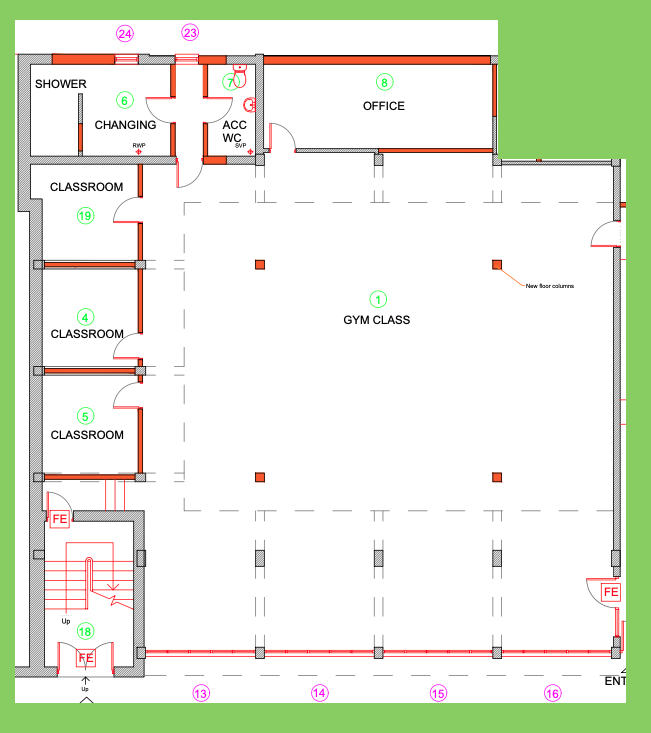 24
23
SHOWER
6
7
8
CHANGING
ACC
WC
OFFICE
RWP
SVP
CLASSROOM
19
New floor columns
1
4
GYM CLASS
CLASSROOM
5
CLASSROOM
FE
FE
Up
18
FE
Up
ENT
13
14
15
16